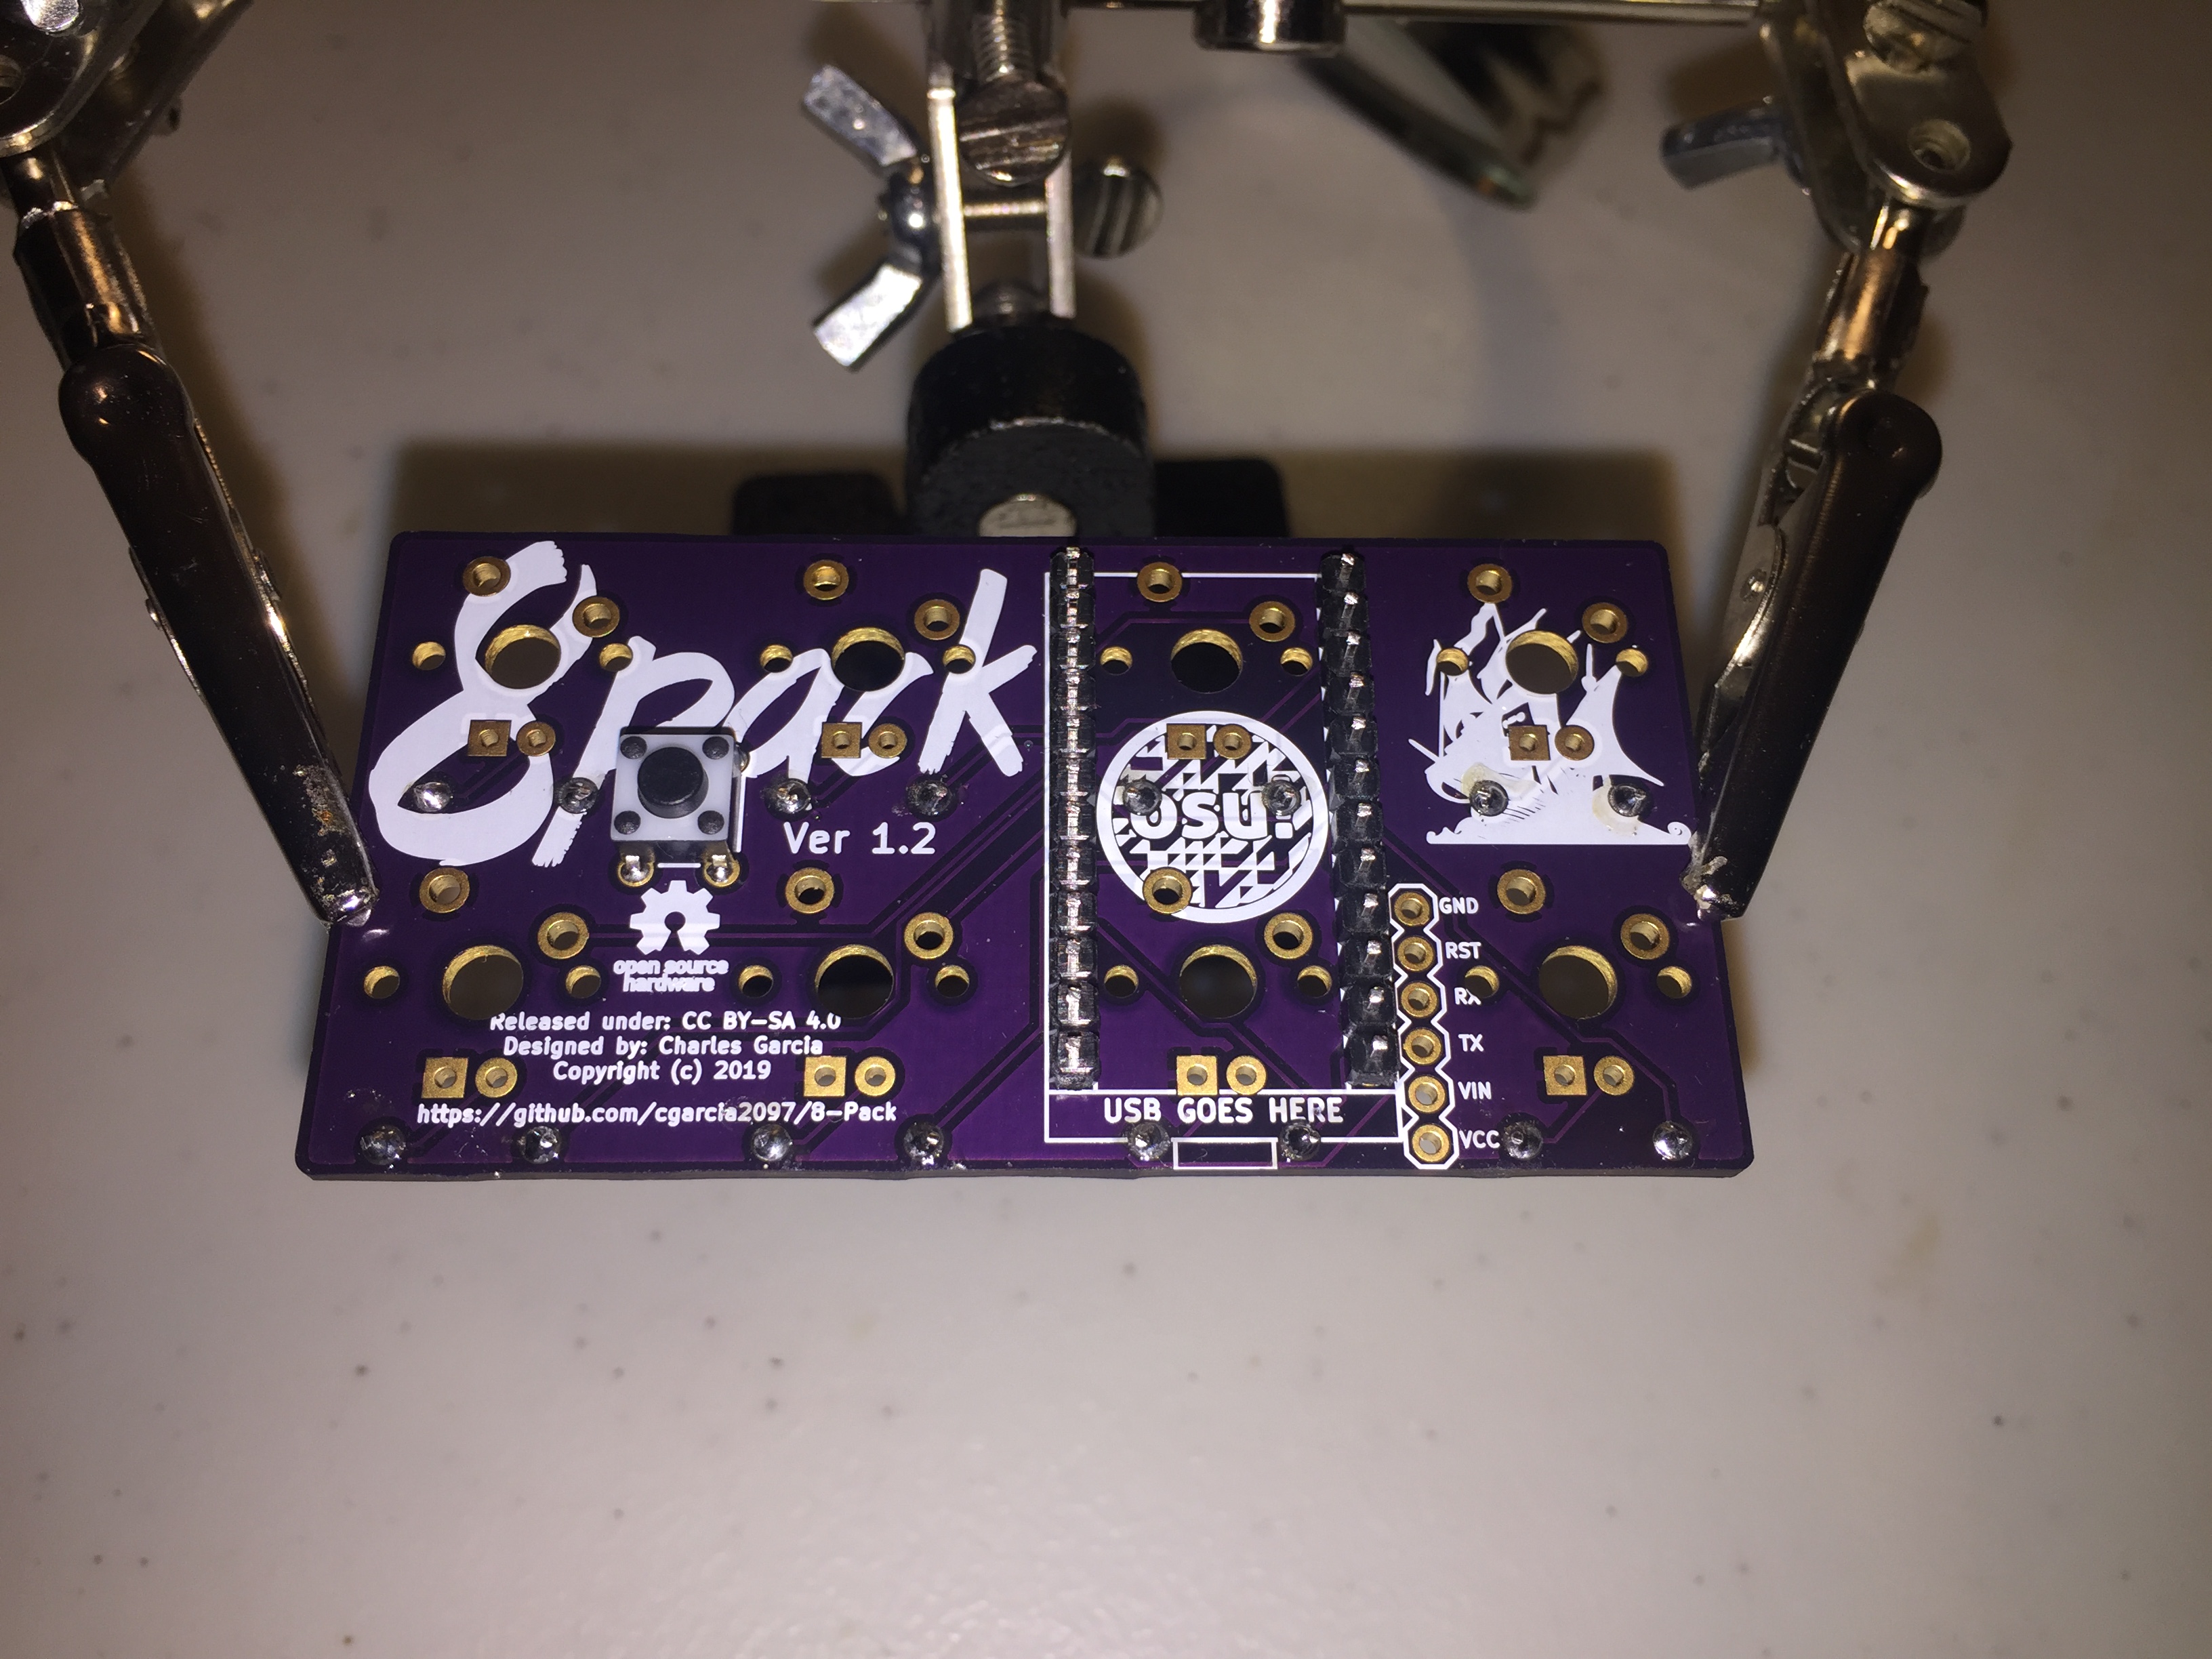 8pack
Ver 1.2
osu!
open source
hardware
Released under: CC BY-SA 4.0
Designed by: Charles Garcia
Copyright (c) 2019
https://github.com/cgarcia2097/8-Pack
USB GOES HERE
GND
RST
RX
TX
VIN
VCC